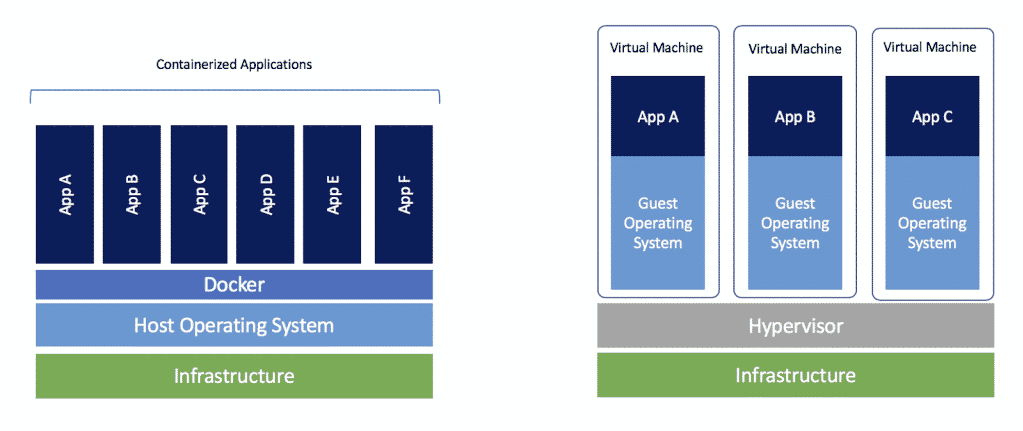 Containerized Applications
App A
App B
App C
App D
App E
App F
Docker
Host Operating System
Infrastructure
Virtual Machine
App A
Guest
Operating
System
Virtual Machine
App B
Guest
Operating
System
Virtual Machine
App C
Guest
Operating
System
Hypervisor
Infrastructure